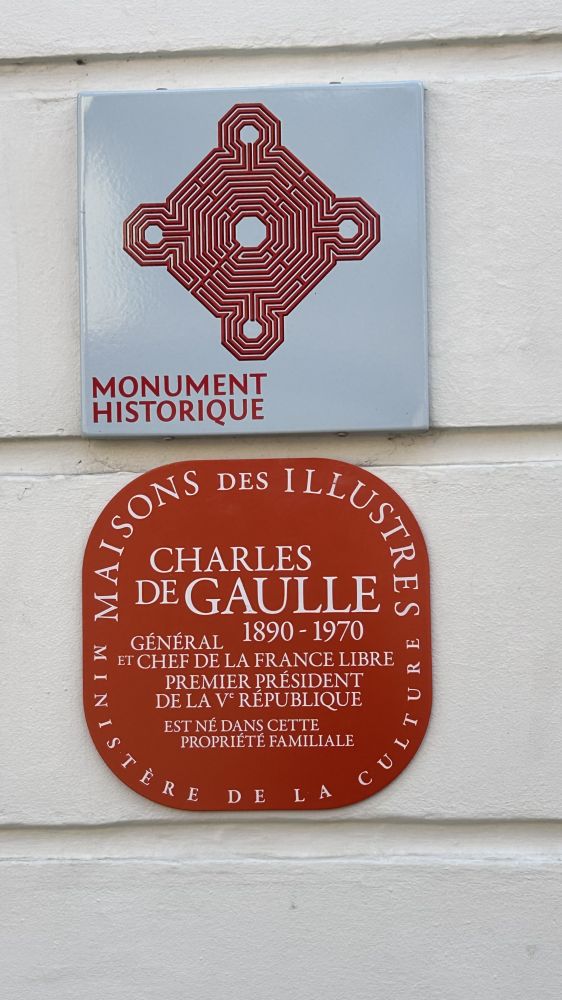 MONUMENT
HISTORIQUE
MAISONS DES ILLUSTRES
CHARLES
DE GAULLE
1890 - 1970
GÉNÉRAL
ET CHEF DE LA FRANCE LIBRE
PREMIER PRÉSIDENT
DE LA Ve RÉPUBLIQUE
EST NÉ DANS CETTE
PROPRIÉTÉ FAMILIALE
MINISTÈRE DE LA CULTURE